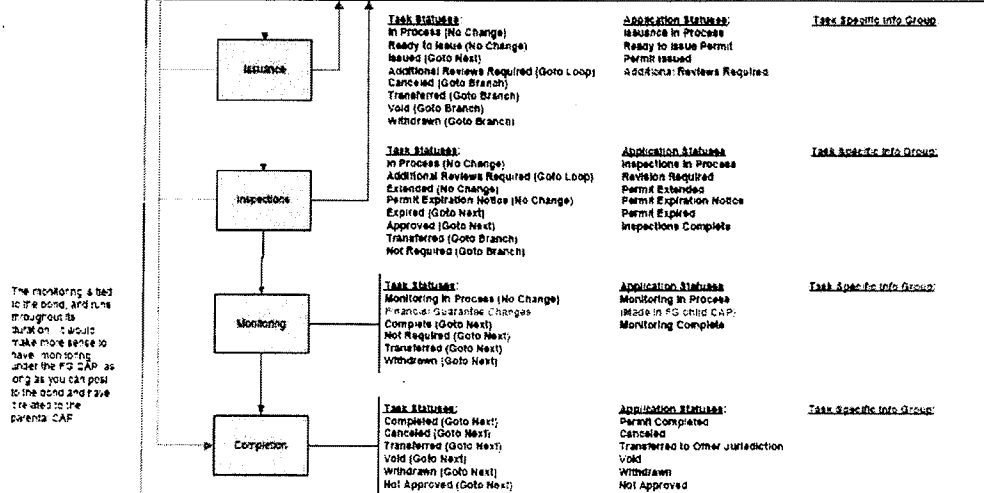 Task Statuses:
In Process (No Change)
Ready to Issue (No Change)
Issued (Goto Next)
Additional Reviews Required (Goto Loop)
Canceled (Goto Branch)
Transferred (Goto Branch)
Void (Goto Branch)
Withdrawn (Goto Branch)
Application Statuses:
Issuance in Process
Ready to Issue Permit
Permit Issued
Additional Reviews Required
Task Specific Info Group
Issuance
Task Statuses:
In Process (No Change)
Additional Reviews Required (Goto Loop)
Extended (No Change)
Permit Expiration Notice (No Change)
Expired (Goto Next)
Approved (Goto Next)
Transferred (Goto Branch)
Not Required (Goto Branch)
Application Statuses
Inspections in Process
Revision Required
Permit Extended
Permit Expiration Notice
Permit Expired
Inspections Complete
Task Specific Info Group:
Inspections
The monitoring is tied
to the bond, and runs
throughout its
duration. It would
make more sense to
have monitoring
under the FG CAP, as
long as you can post
to the bond and have
it related to the
parental CAP
Task Statuses:
Monitoring in Process (No Change)
Financial Guarantee Changes
Complete (Goto Next)
Not Required (Goto Next)
Transferred (Goto Next)
Withdrawn (Goto Next)
Application Statuses
Monitoring in Process
(Made in FG child CAP)
Monitoring Complete
Task Specific Info Group:
Monitoring
Task Statuses:
Completed (Goto Next)
Canceled (Goto Next)
Transferred (Goto Next)
Void (Goto Next)
Withdrawn (Goto Next)
Not Approved (Goto Next)
Application Statuses:
Permit Completed
Canceled
Transferred to Other Jurisdiction
Void
Withdrawn
Not Approved
Task Specific Info Group:
Completion